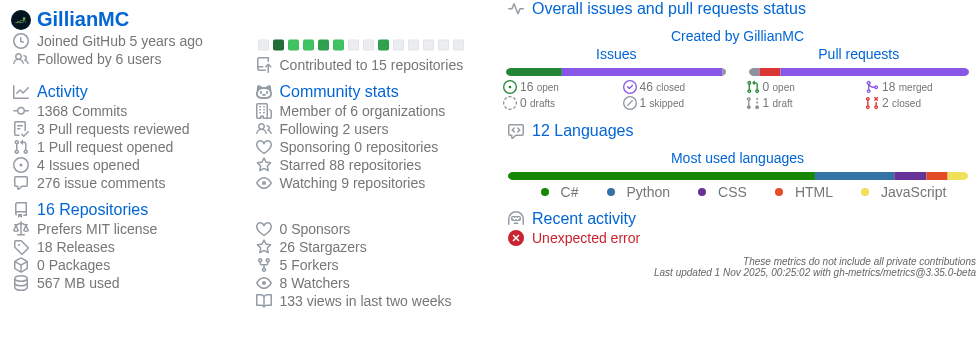 GillianMC
Joined GitHub 5 years ago
Followed by 6 users
Contributed to 15 repositories
Activity
1368 Commits
3 Pull requests reviewed
1 Pull request opened
4 Issues opened
276 issue comments
Community stats
Member of 6 organizations
Following 2 users
Sponsoring 0 repositories
Starred 88 repositories
Watching 9 repositories
16 Repositories
Prefers MIT license
18 Releases
0 Packages
567 MB used
0 Sponsors
26 Stargazers
5 Forkers
8 Watchers
133 views in last two weeks
Overall issues and pull requests status
Created by GillianMC
Issues
16 open
46 closed
0 drafts
1 skipped
Pull requests
0 open
18 merged
1 draft
2 closed
12 Languages
Most used languages
C#
Python
CSS
HTML
JavaScript
Recent activity
Unexpected error
These metrics do not include all private contributions
Last updated 1 Nov 2025, 00:25:02 with gh-metrics/metrics@3.35.0-beta